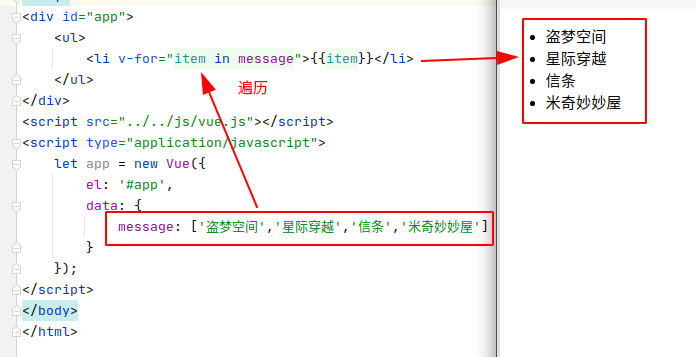 <div id="app">
<ul>
<li v-for="item in message">{{item}}</li>
</ul>
</div>
<script src="../../js/vue.js"></script>
<script type="application/javascript">
let app = new Vue({
el: '#app',
data: {
message: ['盗梦空间','星际穿越','信条','米奇妙妙屋']
}
});
</script>
</body>
</html>
遍历
盗梦空间
星际穿越
信条
米奇妙妙屋